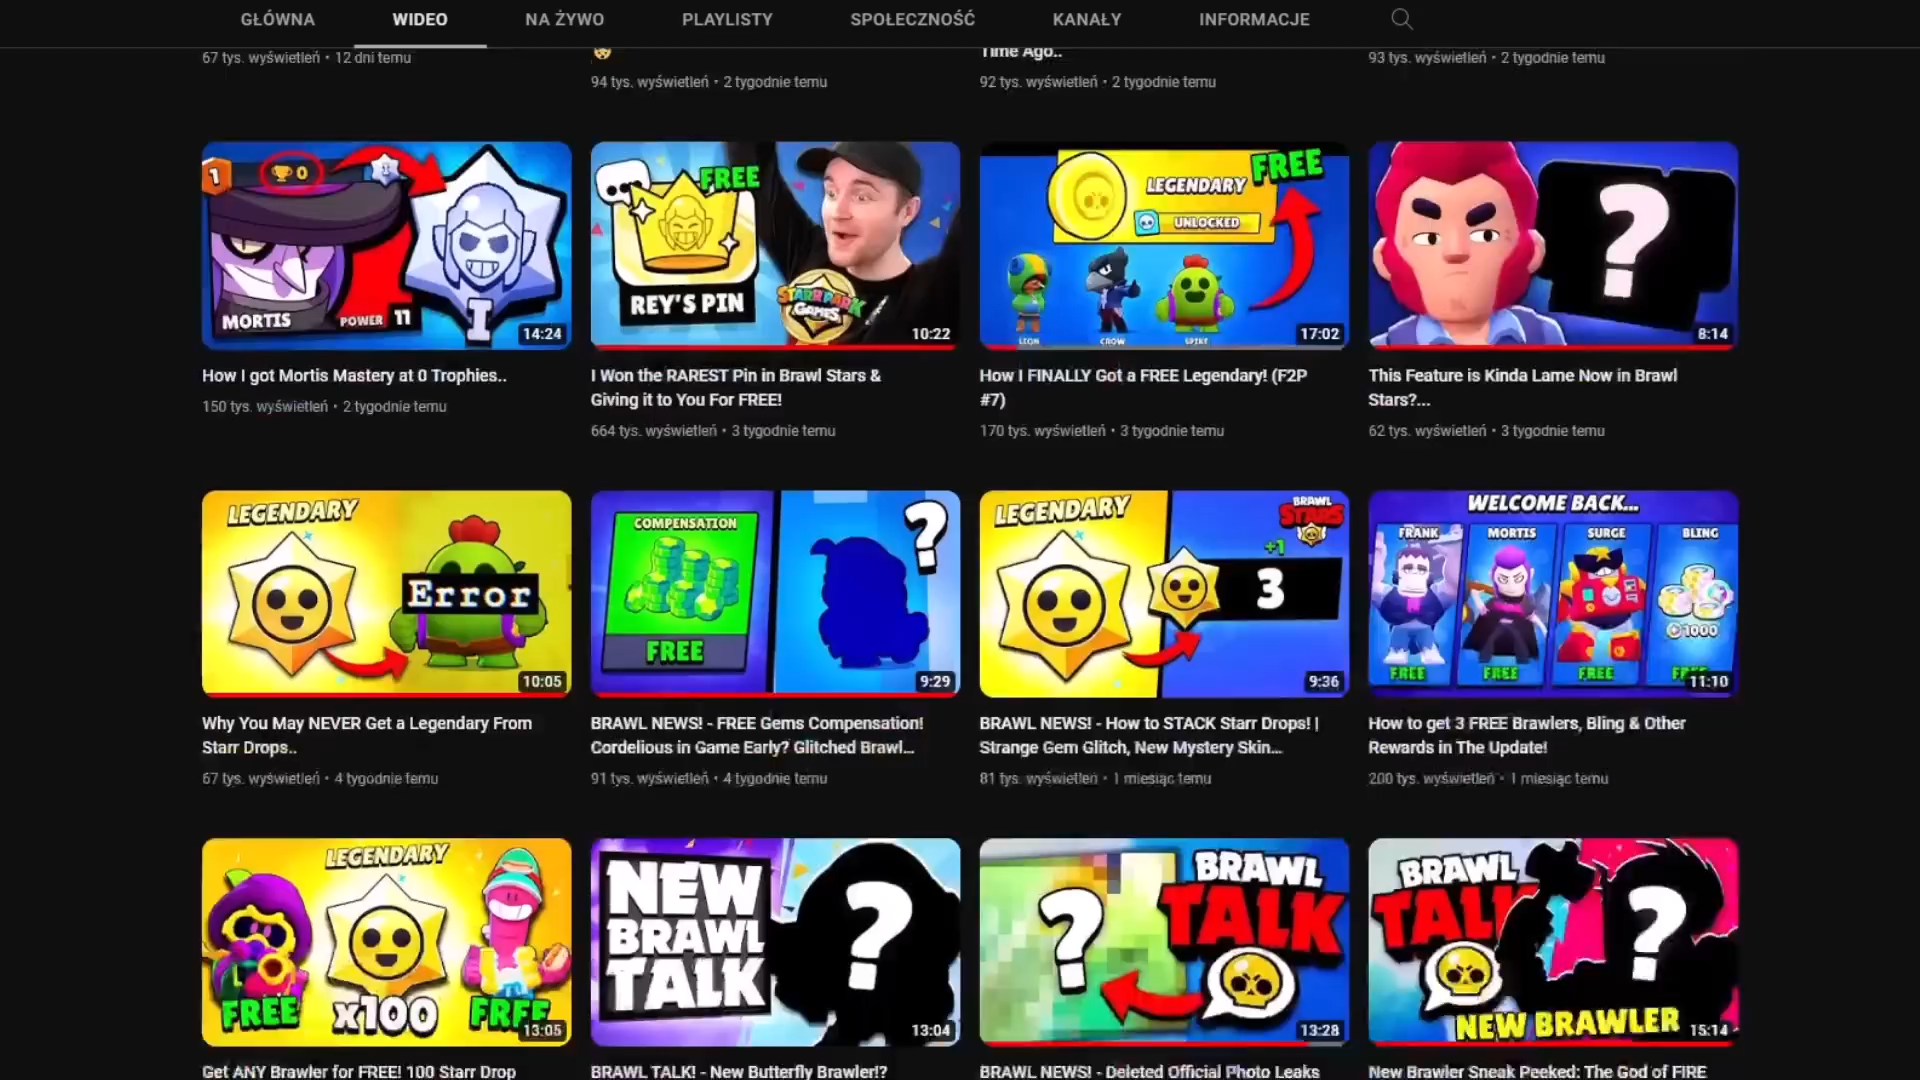 GŁÓWNA
WIDEO
NA ŻYWO
PLAYLISTY
SPOŁECZNOŚĆ
KANAŁY
INFORMACJE
67 tys. wyświetleń • 12 dni temu
94 tys. wyświetleń • 2 tygodnie temu
Time Ago..
92 tys. wyświetleń • 2 tygodnie temu
93 tys. wyświetleń • 2 tygodnie temu
1
0
MORTIS
POWER 11
I
14:24
How I got Mortis Mastery at 0 Trophies..
150 tys. wyświetleń • 2 tygodnie temu
FREE
REY'S PIN
STARR PARK
GAMES
10:22
I Won the RAREST Pin in Brawl Stars &
Giving it to You For FREE!
664 tys. wyświetleń • 3 tygodnie temu
LEGENDARY
FREE
UNLOCKED
LEON
CROW
SPIKE
17:02
How I FINALLY Got a FREE Legendary! (F2P
#7)
170 tys. wyświetleń • 3 tygodnie temu
?
8:14
This Feature is Kinda Lame Now in Brawl
Stars?...
62 tys. wyświetleń • 3 tygodnie temu
LEGENDARY
Error
10:05
Why You May NEVER Get a Legendary From
Starr Drops..
67 tys. wyświetleń • 4 tygodnie temu
COMPENSATION
FREE
?
9:29
BRAWL NEWS! - FREE Gems Compensation!
Cordelious in Game Early? Glitched Brawl...
91 tys. wyświetleń • 4 tygodnie temu
LEGENDARY
BRAWL
STARS
+1
3
9:36
BRAWL NEWS! - How to STACK Starr Drops! |
Strange Gem Glitch, New Mystery Skin...
81 tys. wyświetleń • 1 miesiąc temu
WELCOME BACK...
FRANK
MORTIS
SURGE
BLING
1000
FREE
FREE
FREE
11:10
How to get 3 FREE Brawlers, Bling & Other
Rewards in The Update!
200 tys. wyświetleń • 1 miesiąc temu
LEGENDARY
FREE
x100
FREE
13:05
Get ANY Brawler for FREE! 100 Starr Drop
NEW
BRAWL
TALK
?
13:04
BRAWL TALK! - New Butterfly Brawler!?
?
BRAWL
TALK
13:28
BRAWL NEWS! - Deleted Official Photo Leaks
BRAWL
TALK
?
NEW BRAWLER
15:14
New Brawler Sneak Peeked: The God of FIRE